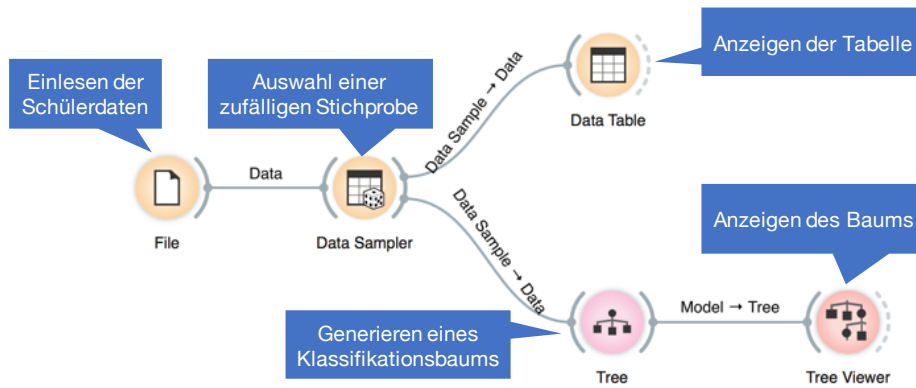 Anzeigen der Tabelle
Einlesen der
Schülerdaten
Auswahl einer
zufälligen Stichprobe
Data Sample → Data
Data Table
Data
File
Data Sampler
Data Sample → Data
Anzeigen des Baums
Generieren eines
Klassifikationsbaums
Model → Tree
Tree
Tree Viewer